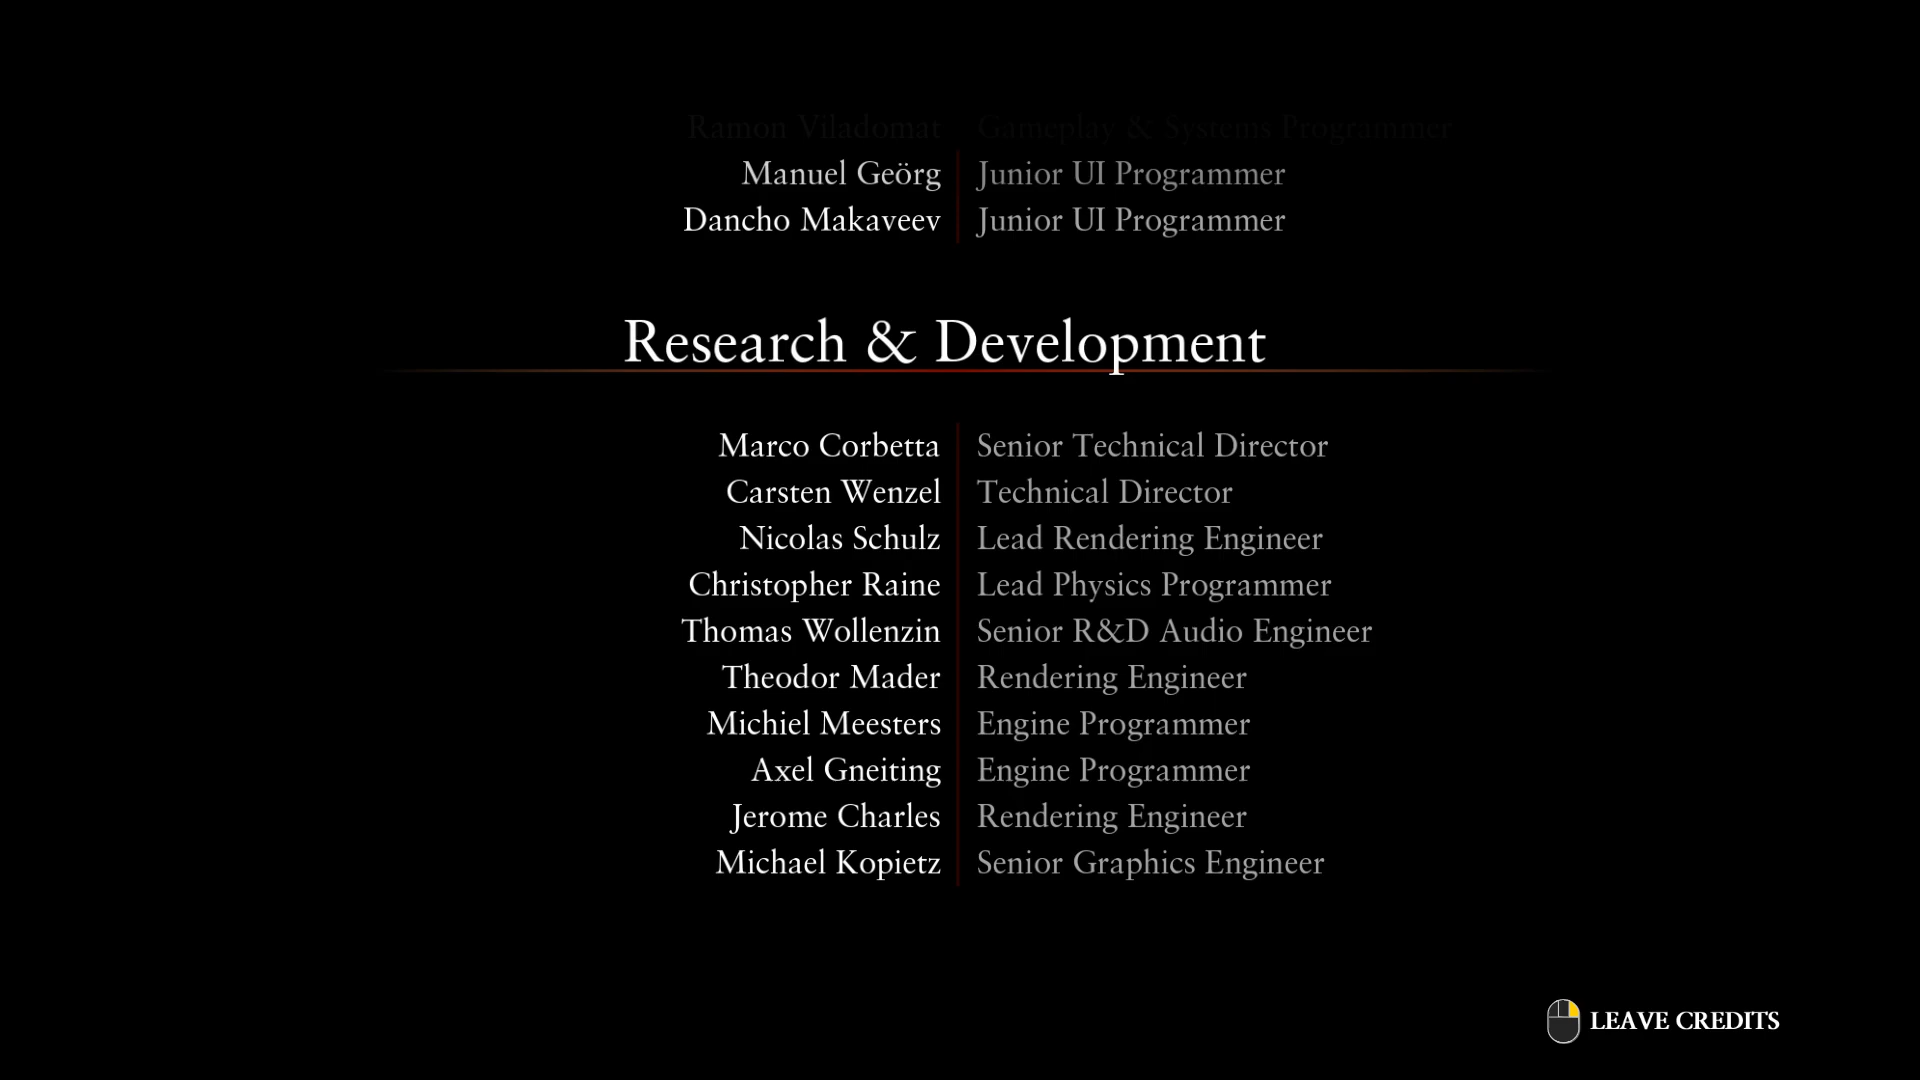 Ramon Viladomat Gameplay & Systems Programmer
Manuel Geörg Junior UI Programmer
Dancho Makaveev Junior UI Programmer
Research & Development
Marco Corbetta Senior Technical Director
Carsten Wenzel Technical Director
Nicolas Schulz Lead Rendering Engineer
Christopher Raine Lead Physics Programmer
Thomas Wollenzin Senior R&D Audio Engineer
Theodor Mader Rendering Engineer
Michiel Meesters Engine Programmer
Axel Gneiting Engine Programmer
Jerome Charles Rendering Engineer
Michael Kopietz Senior Graphics Engineer
LEAVE CREDITS